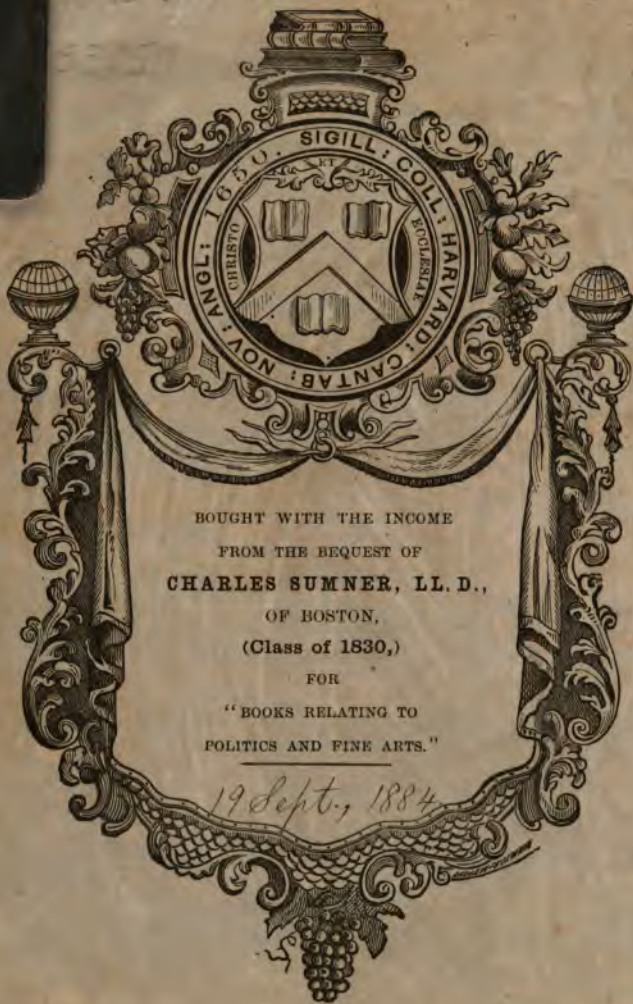 SIGILL: COLL: HARVARD: CANTAB: NOV: ANGL: 1650.
ET
CHRISTO
ECCLESIAE
BOUGHT WITH THE INCOME
FROM THE BEQUEST OF
CHARLES SUMNER, LL. D.,
OF BOSTON,
(Class of 1830,)
FOR
"BOOKS RELATING TO
POLITICS AND FINE ARTS."
19 Sept., 1884